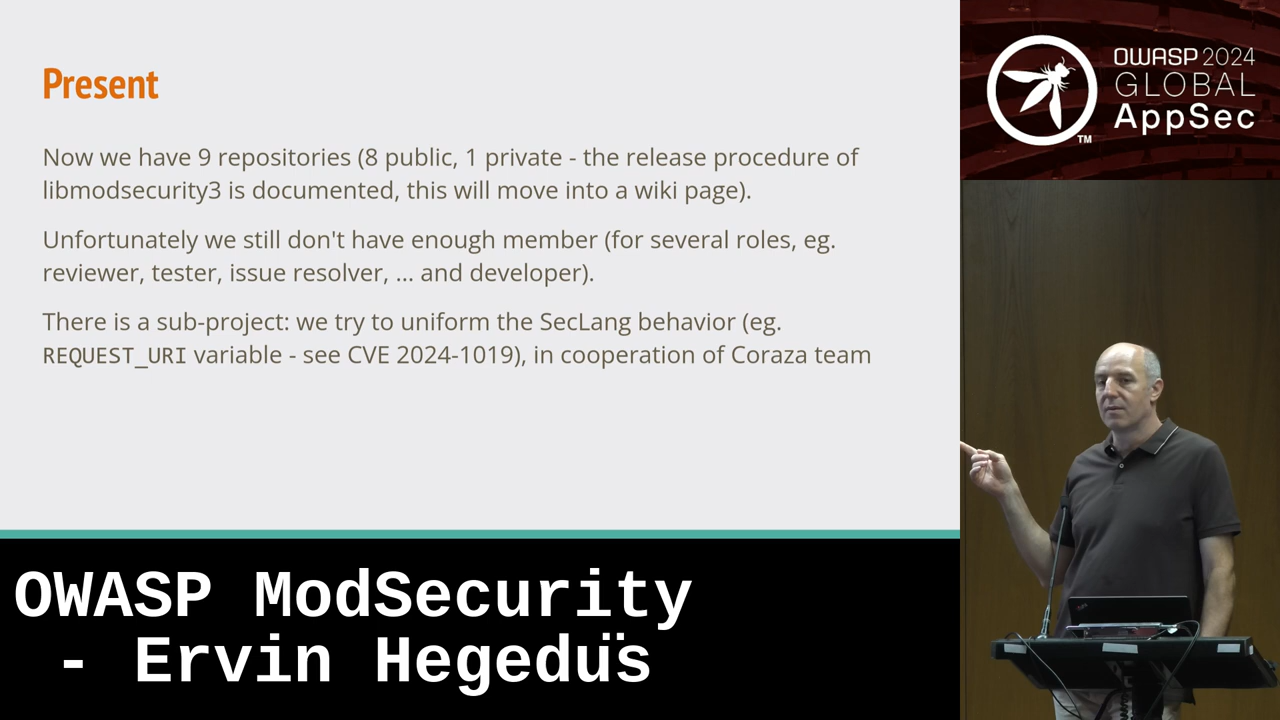 Present
Now we have 9 repositories (8 public, 1 private - the release procedure of
libmodsecurity3 is documented, this will move into a wiki page).
Unfortunately we still don't have enough member (for several roles, eg.
reviewer, tester, issue resolver, ... and developer).
There is a sub-project: we try to uniform the SecLang behavior (eg.
REQUEST_URI variable - see CVE 2024-1019), in cooperation of Coraza team
OWASP ModSecurity
- Ervin Hegedüs
OWASP 2024
GLOBAL
AppSec
TM